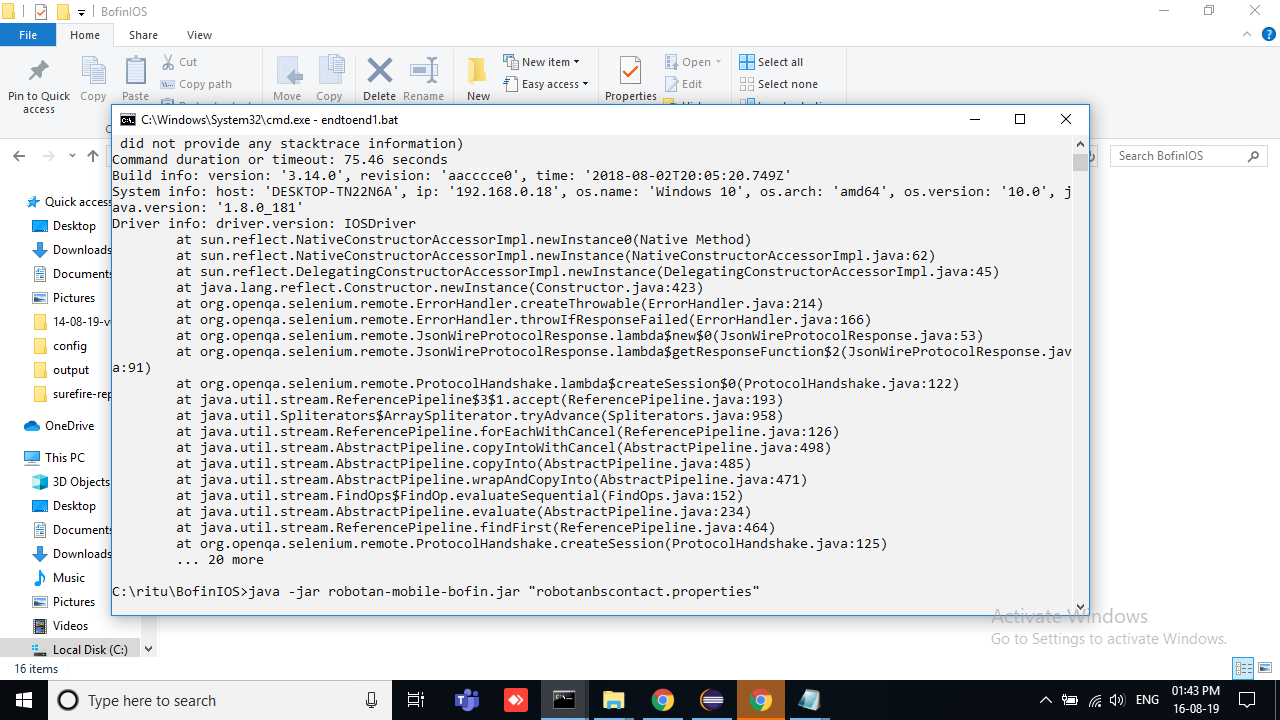 BofinIOS
File
Home
Share
View
Pin to Quick access
Copy
Paste
Cut
Copy path
Move
Copy
Delete
Rename
New
New item
Easy access
Properties
Open
Edit
Select all
Select none
C:\Windows\System32\cmd.exe - endtoend1.bat
Search BofinIOS
did not provide any stacktrace information)
Command duration or timeout: 75.46 seconds
Build info: version: '3.14.0', revision: 'aacccce0', time: '2018-08-02T20:05:20.749Z'
System info: host: 'DESKTOP-TN22N6A', ip: '192.168.0.18', os.name: 'Windows 10', os.arch: 'amd64', os.version: '10.0', j
ava.version: '1.8.0_181'
Driver info: driver.version: IOSDriver
at sun.reflect.NativeConstructorAccessorImpl.newInstance0(Native Method)
at sun.reflect.NativeConstructorAccessorImpl.newInstance(NativeConstructorAccessorImpl.java:62)
at sun.reflect.DelegatingConstructorAccessorImpl.newInstance(DelegatingConstructorAccessorImpl.java:45)
at java.lang.reflect.Constructor.newInstance(Constructor.java:423)
at org.openqa.selenium.remote.ErrorHandler.createThrowable(ErrorHandler.java:214)
at org.openqa.selenium.remote.ErrorHandler.throwIfResponseFailed(ErrorHandler.java:166)
at org.openqa.selenium.remote.JsonWireProtocolResponse.lambda$new$0(JsonWireProtocolResponse.java:53)
at org.openqa.selenium.remote.JsonWireProtocolResponse.lambda$getResponseFunction$2(JsonWireProtocolResponse.jav
a:91)
at org.openqa.selenium.remote.ProtocolHandshake.lambda$createSession$0(ProtocolHandshake.java:122)
at java.util.stream.ReferencePipeline$3$1.accept(ReferencePipeline.java:193)
at java.util.Spliterators$ArraySpliterator.tryAdvance(Spliterators.java:958)
at java.util.stream.ReferencePipeline.forEachWithCancel(ReferencePipeline.java:126)
at java.util.stream.AbstractPipeline.copyIntoWithCancel(AbstractPipeline.java:498)
at java.util.stream.AbstractPipeline.copyInto(AbstractPipeline.java:485)
at java.util.stream.AbstractPipeline.wrapAndCopyInto(AbstractPipeline.java:471)
at java.util.stream.FindOps$FindOp.evaluateSequential(FindOps.java:152)
at java.util.stream.AbstractPipeline.evaluate(AbstractPipeline.java:234)
at java.util.stream.ReferencePipeline.findFirst(ReferencePipeline.java:464)
at org.openqa.selenium.remote.ProtocolHandshake.createSession(ProtocolHandshake.java:125)
... 20 more
C:\ritu\BofinIOS>java -jar robotan-mobile-bofin.jar "robotanbscontact.properties"
Quick access
Desktop
Downloads
Documents
Pictures
14-08-19-v
config
output
surefire-rep
OneDrive
This PC
3D Objects
Desktop
Documents
Downloads
Music
Pictures
Videos
Local Disk (C:)
16 items
Activate Windows
Go to Settings to activate Windows.
Type here to search
ENG
01:43 PM
16-08-19